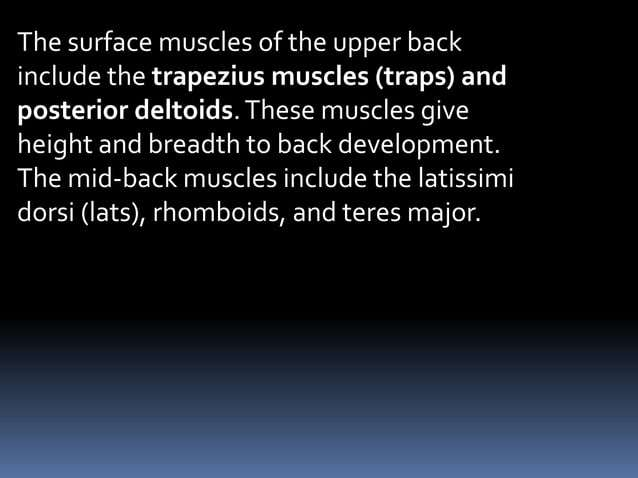 The surface muscles of the upper back
include the trapezius muscles (traps) and
posterior deltoids. These muscles give
height and breadth to back development.
The mid-back muscles include the latissimi
dorsi (lats), rhomboids, and teres major.